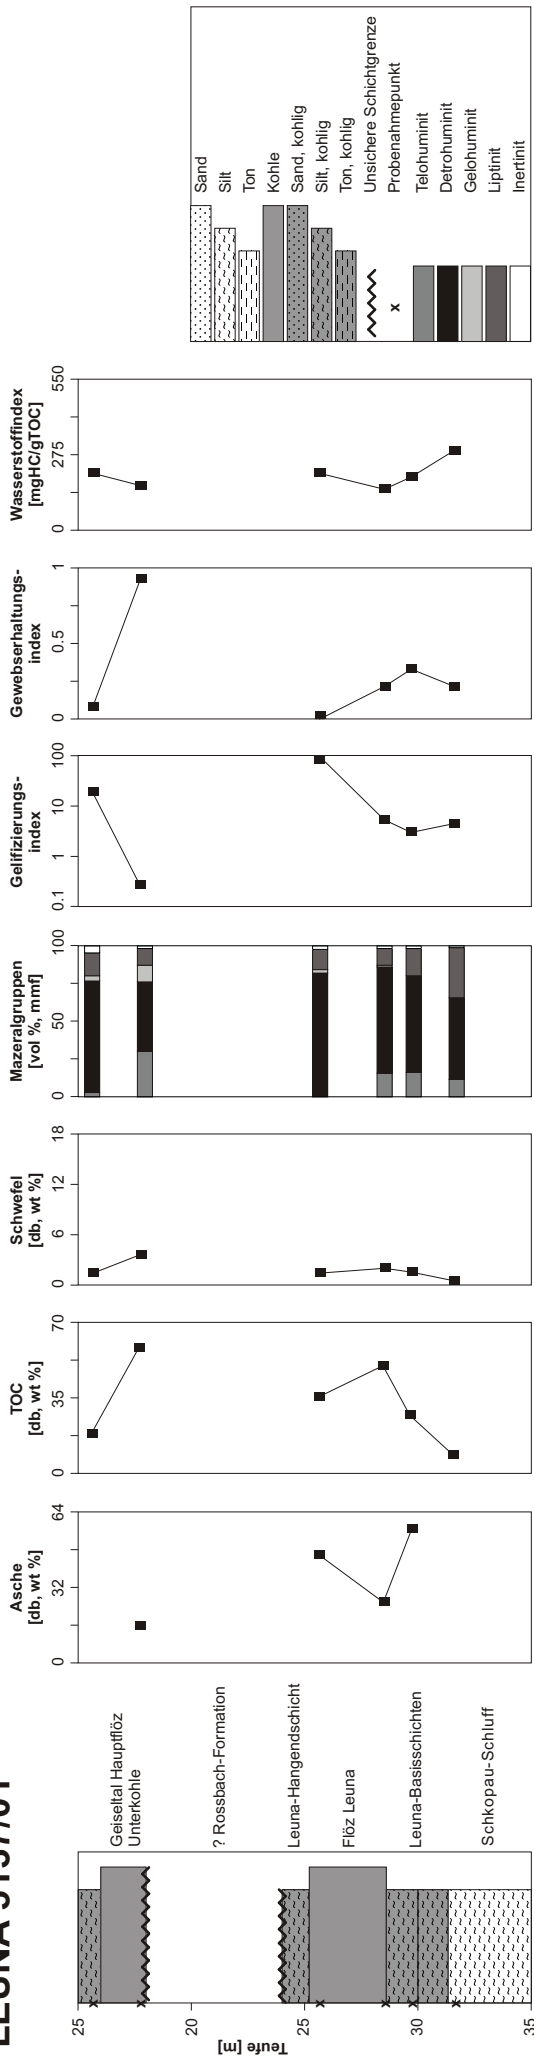 LEUNA
Teufe [m]
25
20
25
30
35
Geiseltal Hauptflöz
Unterkohle
? Rossbach-Formation
Leuna-Hangendschicht
Flöz Leuna
Leuna-Basisschichten
Schkopau-Schluff
Asche
[db, wt %]
0 32 64
TOC
[db, wt %]
0 35 70
Schwefel
[db, wt %]
0 6 12 18
Mazeralgruppen
[vol %, mmf]
0 50 100
Gelifizierungs-
index
0.1 1 10 100
Gewebserhaltungs-
index
0 0.5 1
Wasserstoffindex
[mgHC/gTOC]
0 275 550
Sand
Silt
Ton
Kohle
Sand, kohlig
Silt, kohlig
Ton, kohlig
Unsichere Schichtgrenze
x Probenahmepunkt
Telohuminit
Detrohuminit
Gelohuminit
Liptinit
Inertinit